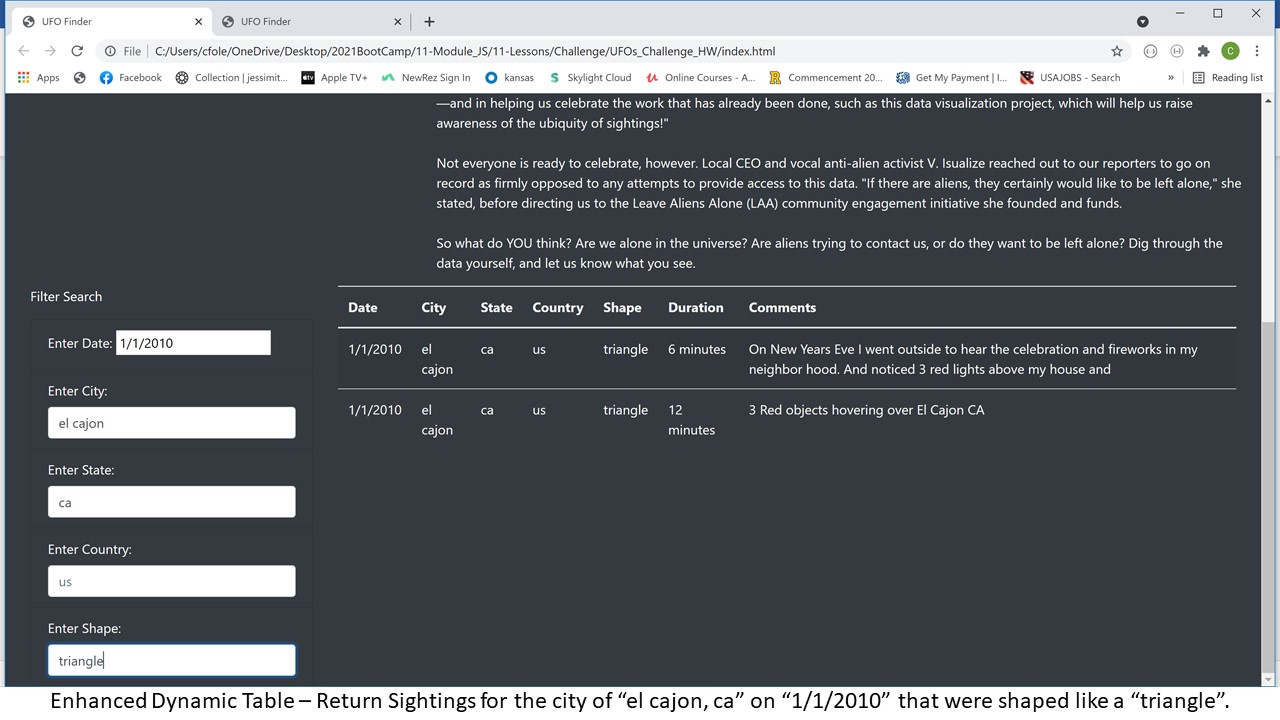 UFO Finder
UFO Finder
File C:/Users/cfole/OneDrive/Desktop/2021BootCamp/11-Module_JS/11-Lessons/Challenge/UFOs_Challenge_HW/index.html
C
Apps Facebook Collection | jessimit... Apple TV+ NewRez Sign In kansas Skylight Cloud Online Courses - A... Commencement 20... Get My Payment | I... USAJOBS - Search » Reading list
—and in helping us celebrate the work that has already been done, such as this data visualization project, which will help us raise
awareness of the ubiquity of sightings!"
Not everyone is ready to celebrate, however. Local CEO and vocal anti-alien activist V. Isualize reached out to our reporters to go on
record as firmly opposed to any attempts to provide access to this data. "If there are aliens, they certainly would like to be left alone," she
stated, before directing us to the Leave Aliens Alone (LAA) community engagement initiative she founded and funds.
So what do YOU think? Are we alone in the universe? Are aliens trying to contact us, or do they want to be left alone? Dig through the
data yourself, and let us know what you see.
Filter Search
Enter Date: 1/1/2010
Enter City:
el cajon
Enter State:
ca
Enter Country:
us
Enter Shape:
triangle
Date City State Country Shape Duration Comments
1/1/2010 el ca us triangle 6 minutes On New Years Eve I went outside to hear the celebration and fireworks in my
cajon neighbor hood. And noticed 3 red lights above my house and
1/1/2010 el ca us triangle 12 3 Red objects hovering over El Cajon CA
cajon minutes
Enhanced Dynamic Table – Return Sightings for the city of “el cajon, ca” on “1/1/2010” that were shaped like a “triangle”.